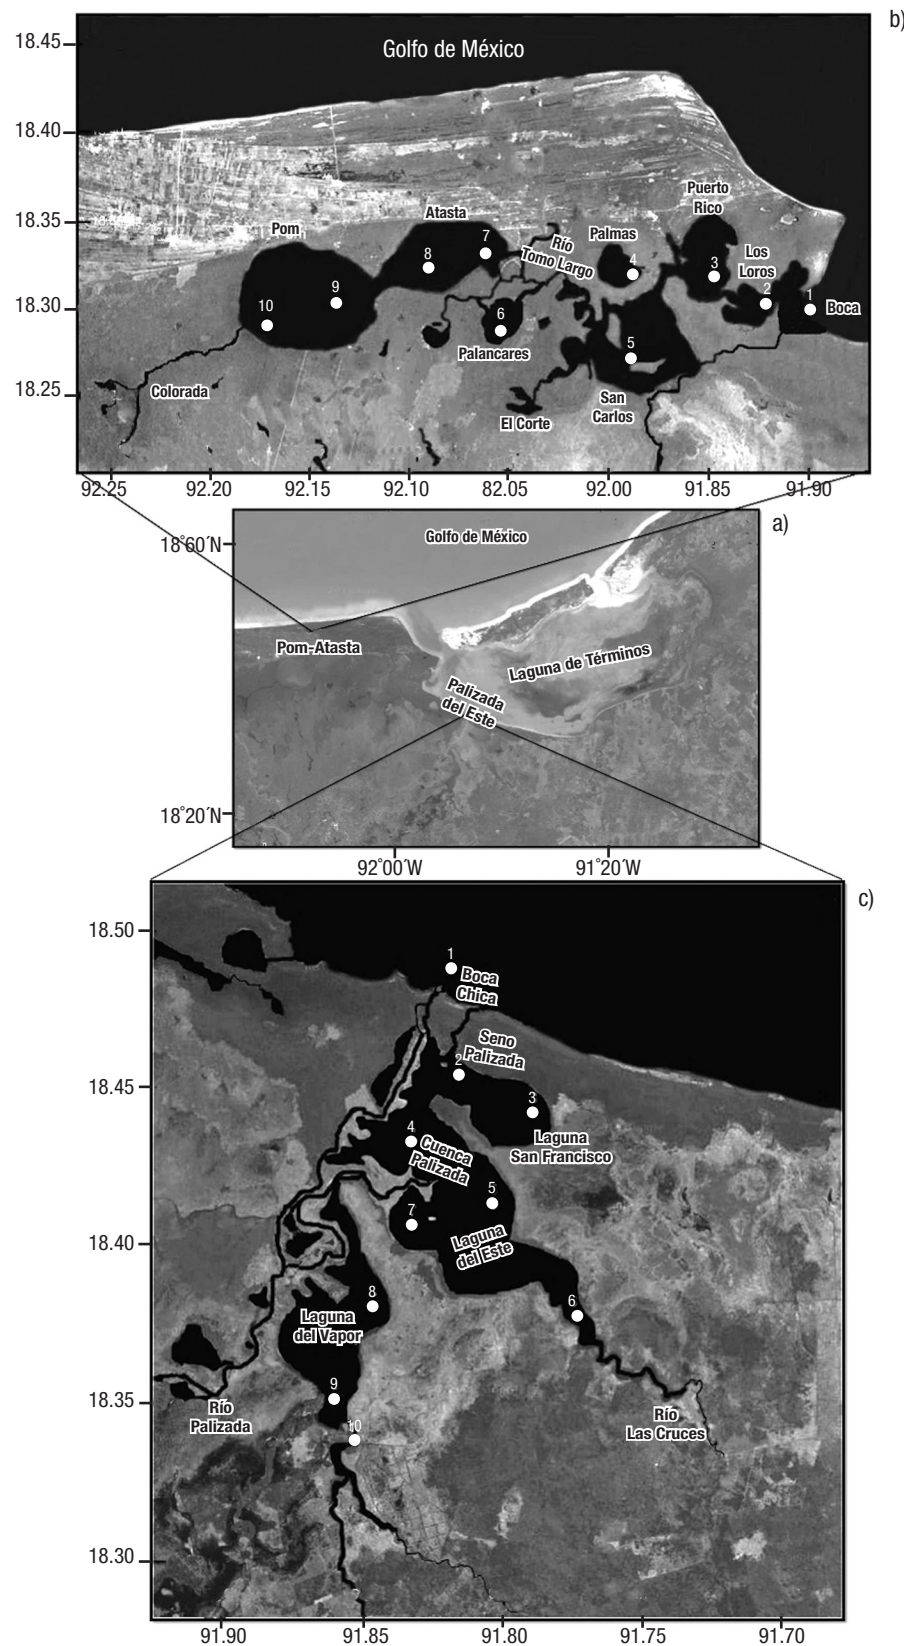 b)
Golfo de México
18.45
18.40
18.35
18.30
18.25
Puerto
Rico
Atasta
Pom
Palmas
Río
Tomo Largo
Los
Loros
7
8
4
3
9
10
2
1
Boca
6
5
Palancares
Colorada
San
Carlos
El Corte
92.25
92.20
92.15
92.10
82.05
92.00
91.85
91.90
a)
18°60´N
Golfo de México
Pom-Atasta
Laguna de Términos
Palizada
del Este
18°20´N
92°00´W
91°20´W
c)
18.50
18.45
18.40
18.35
18.30
1
Boca
Chica
Seno
Palizada
2
3
4
Cuenca
Palizada
Laguna
San Francisco
5
7
Laguna
del Este
8
6
Laguna
del Vapor
9
Río
Palizada
Río
Las Cruces
10
91.90
91.85
91.80
91.75
91.70